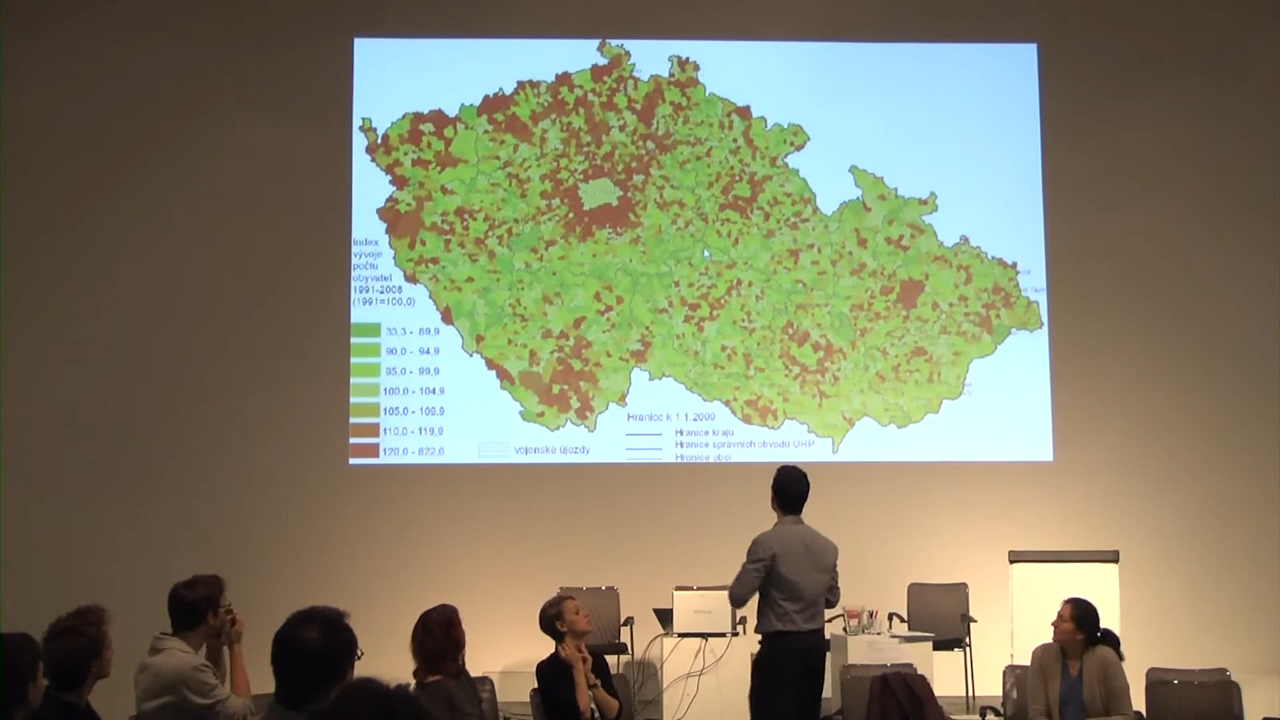 Index
vývoje
počtu
obyvatel
1991-2008
(1991=100,0)
33,3 - 89,9
90,0 - 94,9
95,0 - 99,9
100,0 - 104,9
105,0 - 109,9
110,0 - 119,9
120,0 - 822,6
vojenské újezdy
Hranice k 1.1.2009
Hranice krajů
Hranice správních obvodů ORP
Hranice obcí